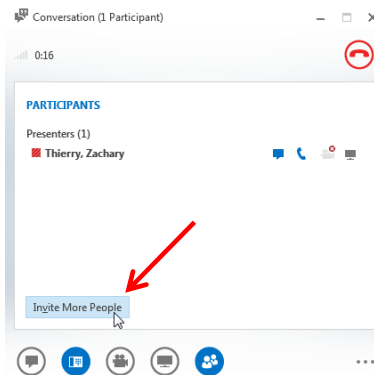 Conversation (1 Participant)
0:16
PARTICIPANTS
Presenters (1)
Thierry, Zachary
Invite More People